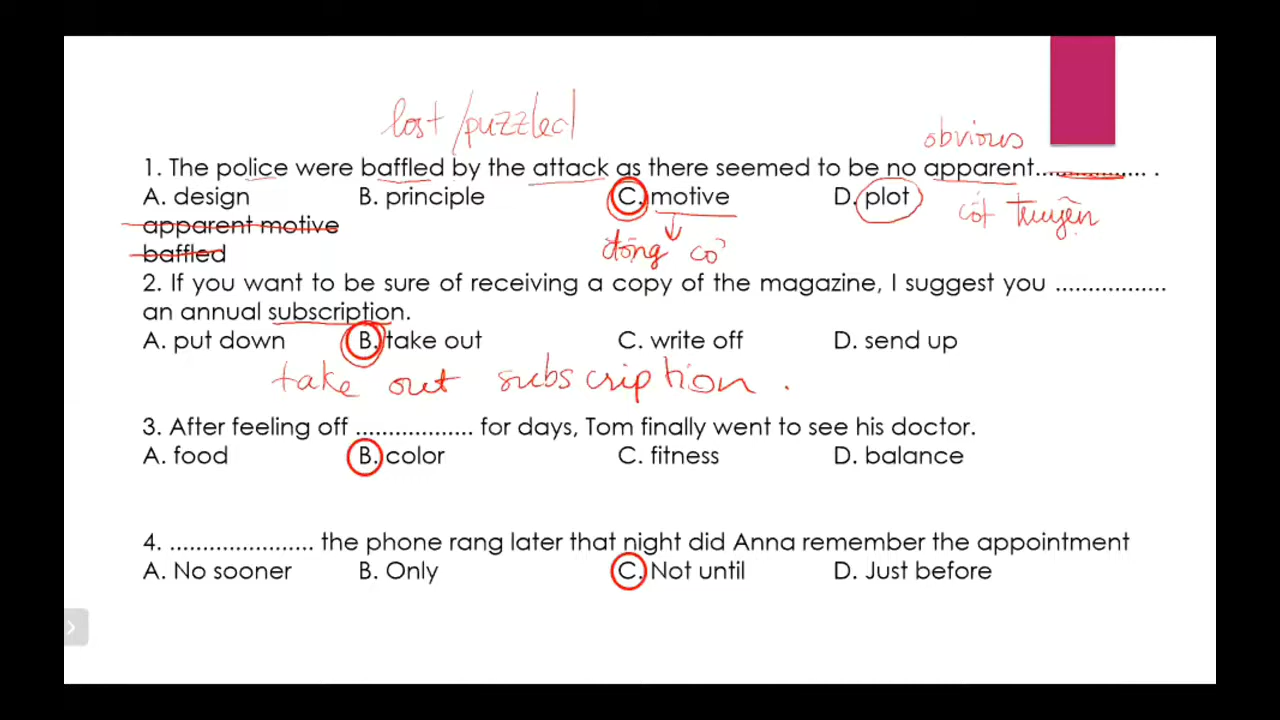 lost /puzzled
obvious
1. The police were baffled by the attack as there seemed to be no apparent.................. .
A. design B. principle C. motive D. plot
cốt truyện
apparent motive
động cơ
baffled
2. If you want to be sure of receiving a copy of the magazine, I suggest you .................
an annual subscription.
A. put down B. take out C. write off D. send up
take out subscription .
3. After feeling off .................. for days, Tom finally went to see his doctor.
A. food B. color C. fitness D. balance
4. ...................... the phone rang later that night did Anna remember the appointment
A. No sooner B. Only C. Not until D. Just before